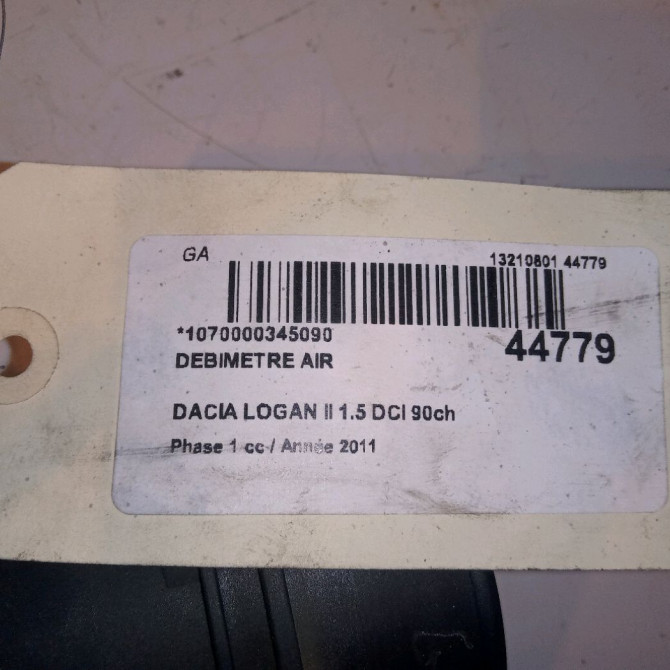 GA
13210801 44779
*1070000345090
44779
DEBIMETRE AIR
DACIA LOGAN II 1.5 DCI 90ch
Phase 1 cc / Année 2011